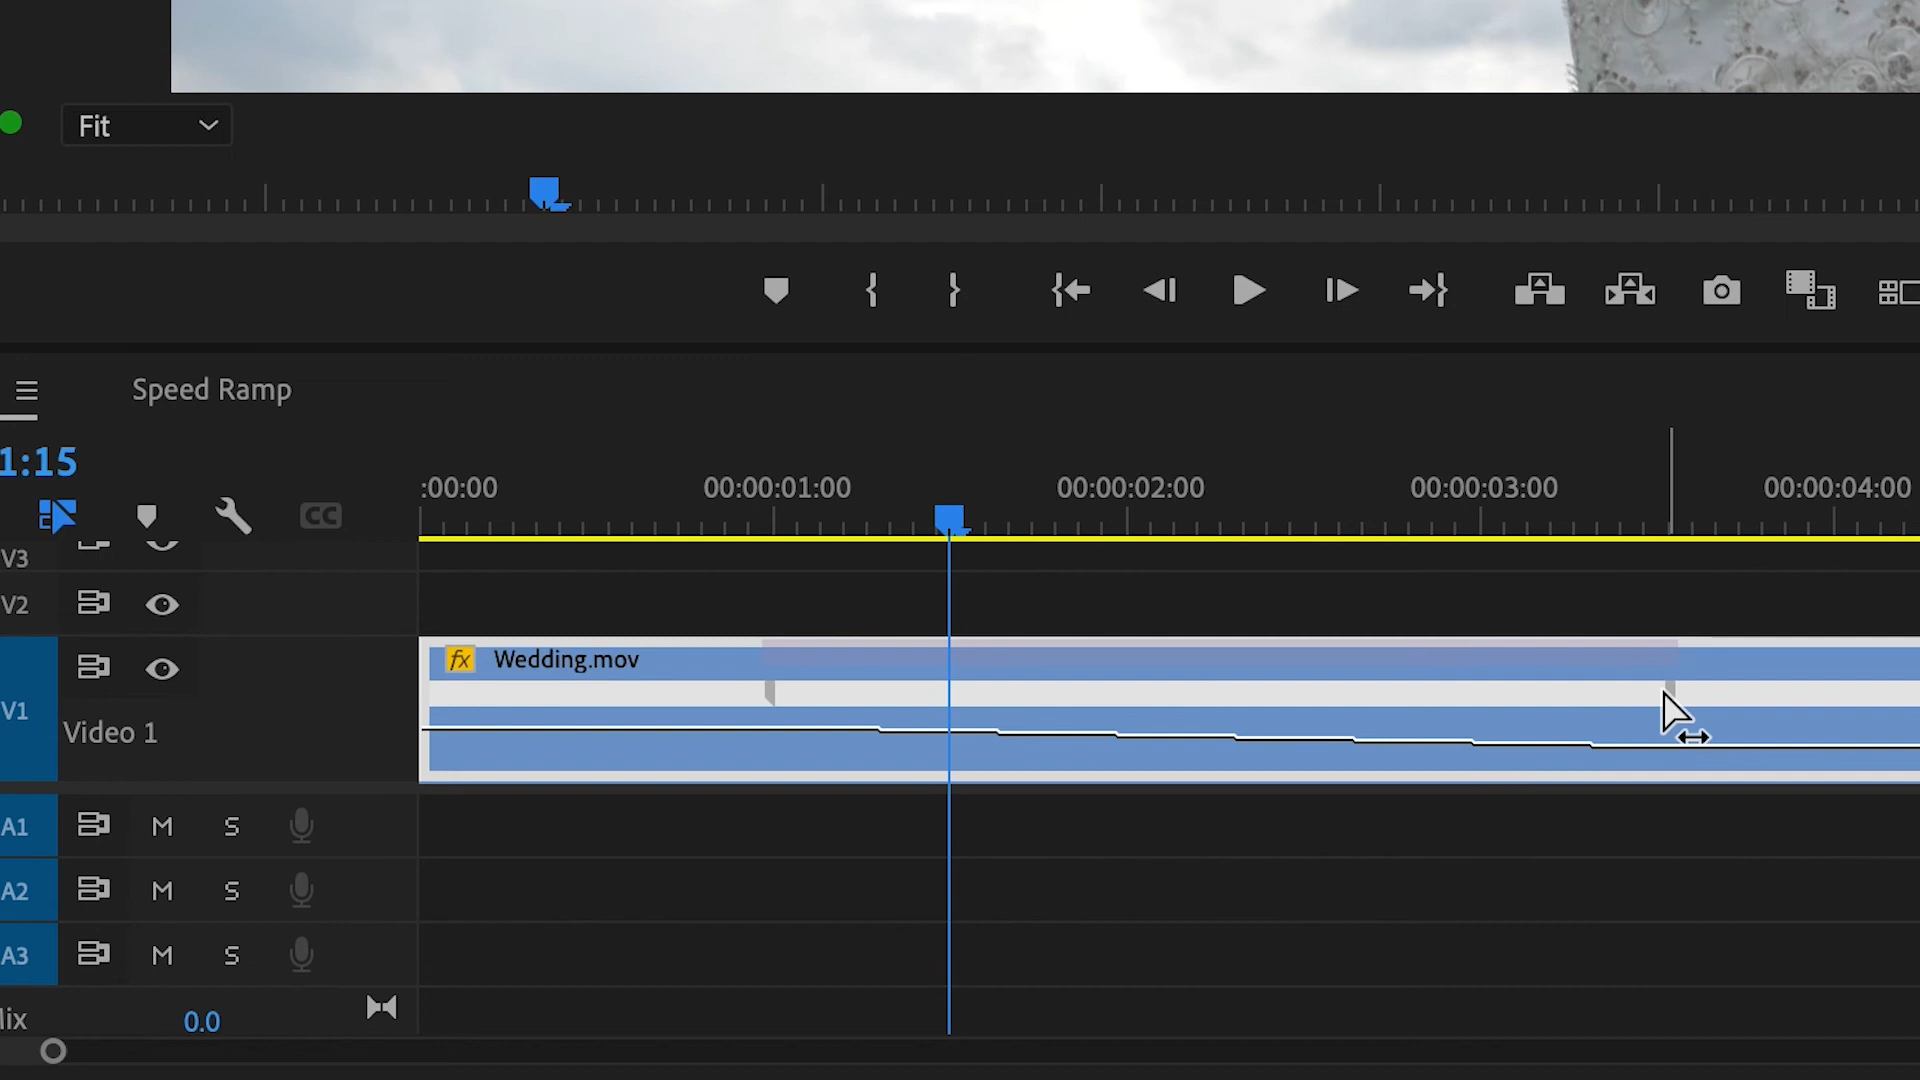 Fit
Speed Ramp
1:15
:00:00 00:00:01:00 00:00:02:00 00:00:03:00 00:00:04:00
CC
V3
V2
fx Wedding.mov
V1
Video 1
A1 M S
A2 M S
A3 M S
Mix 0.0